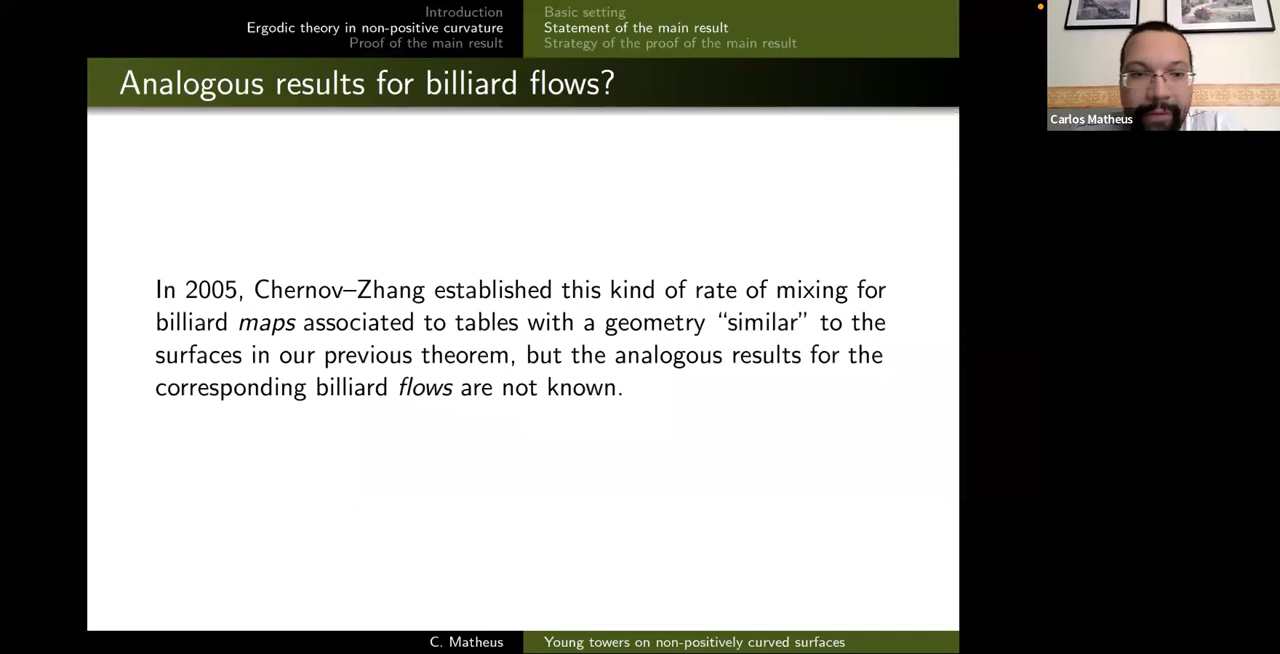 Introduction
Ergodic theory in non-positive curvature
Proof of the main result
Basic setting
Statement of the main result
Strategy of the proof of the main result
Analogous results for billiard flows?
In 2005, Chernov–Zhang established this kind of rate of mixing for
billiard maps associated to tables with a geometry “similar” to the
surfaces in our previous theorem, but the analogous results for the
corresponding billiard flows are not known.
C. Matheus
Young towers on non-positively curved surfaces
Carlos Matheus